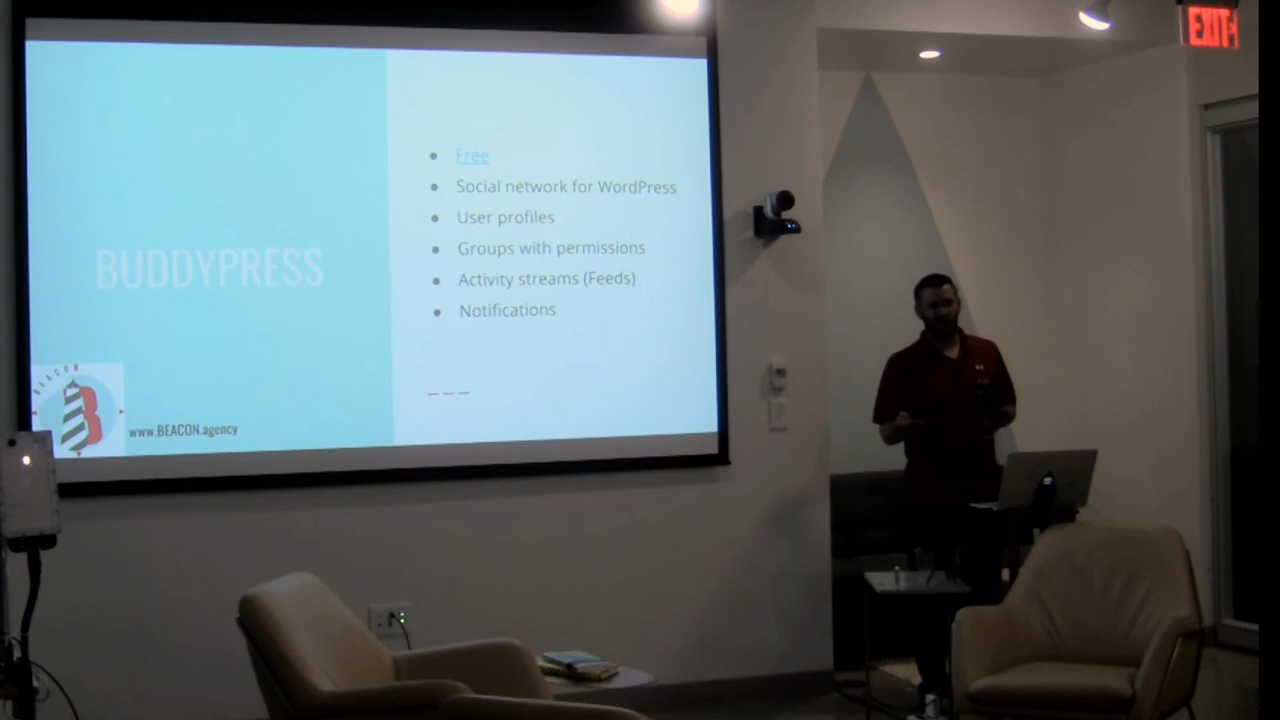 EXIT
Free
Social network for WordPress
User profiles
BUDDYPRESS
Groups with permissions
Activity streams (Feeds)
Notifications
BEACON
B
www.BEACON.agency